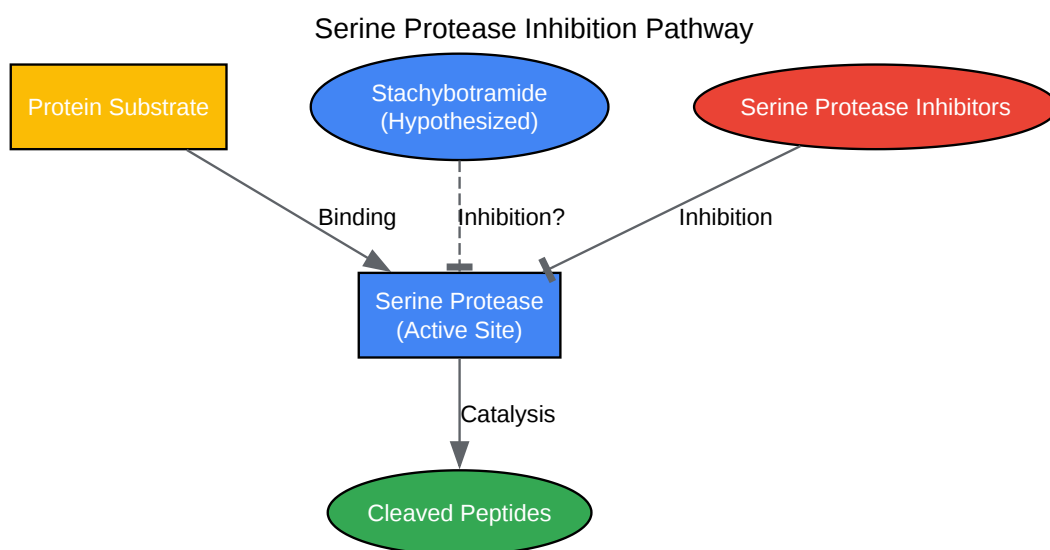 Serine Protease Inhibition Pathway
Protein Substrate
Stachybotramide
(Hypothesized)
Serine Protease Inhibitors
Binding
Inhibition?
Inhibition
Serine Protease
(Active Site)
Catalysis
Cleaved Peptides